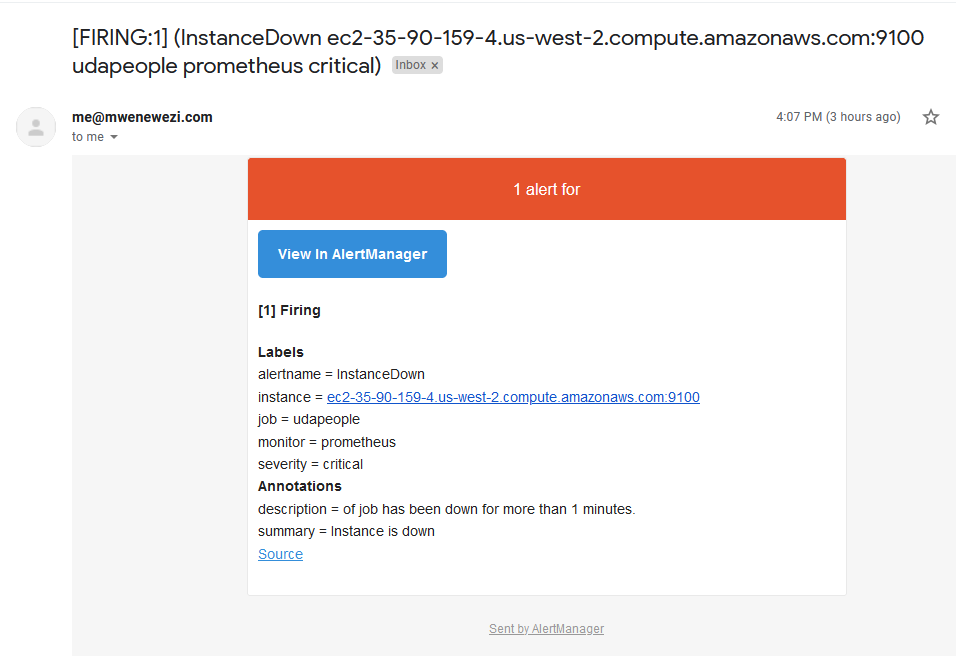 [FIRING:1] (InstanceDown ec2-35-90-159-4.us-west-2.compute.amazonaws.com:9100
udapeople prometheus critical) Inbox ×
me@mwenewezi.com 4:07 PM (3 hours ago)
to me
1 alert for
View In AlertManager
[1] Firing
Labels
alertname = InstanceDown
instance = ec2-35-90-159-4.us-west-2.compute.amazonaws.com:9100
job = udapeople
monitor = prometheus
severity = critical
Annotations
description = of job has been down for more than 1 minutes.
summary = Instance is down
Source
Sent by AlertManager